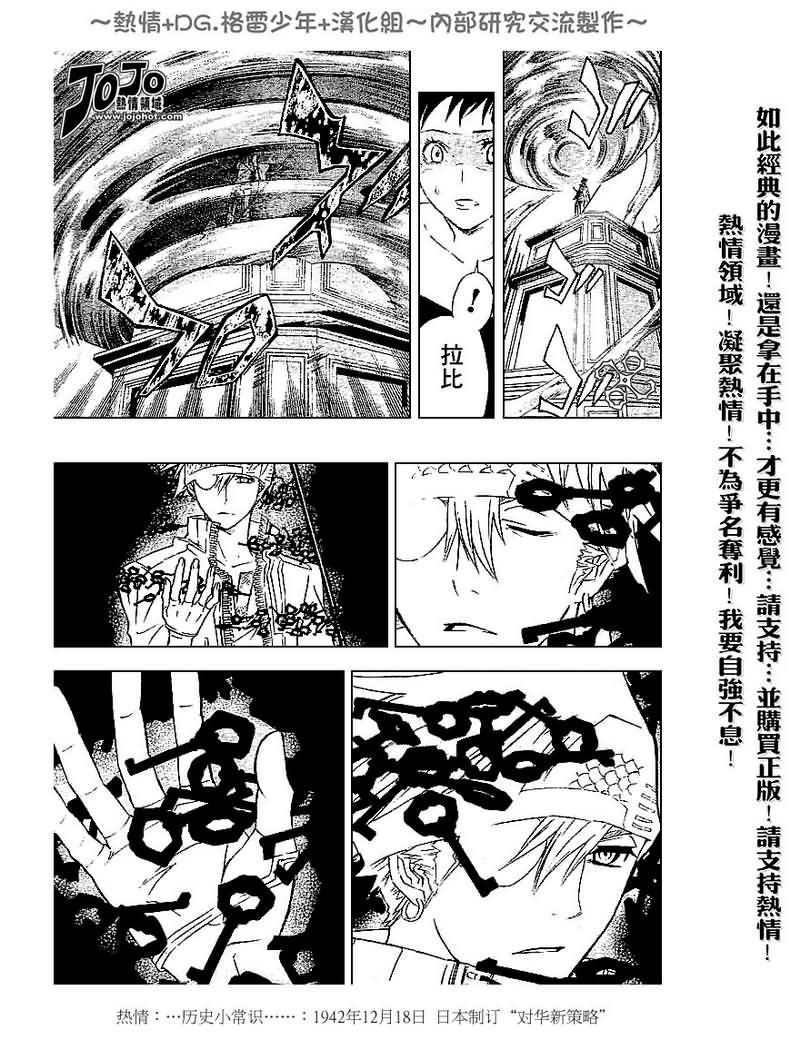 ～熱情+DG.格雷少年+漢化組～內部研究交流製作～
JOJO
熱情領域
www.jojohot.com
！
拉比
如此經典的漫畫！還是拿在手中…才更有感覺…請支持…並購買正版！請支持熱情！
熱情領域！凝聚熱情！不為爭名奪利！我要自強不息！
熱情：…历史小常识……：1942年12月18日 日本制订“对华新策略”